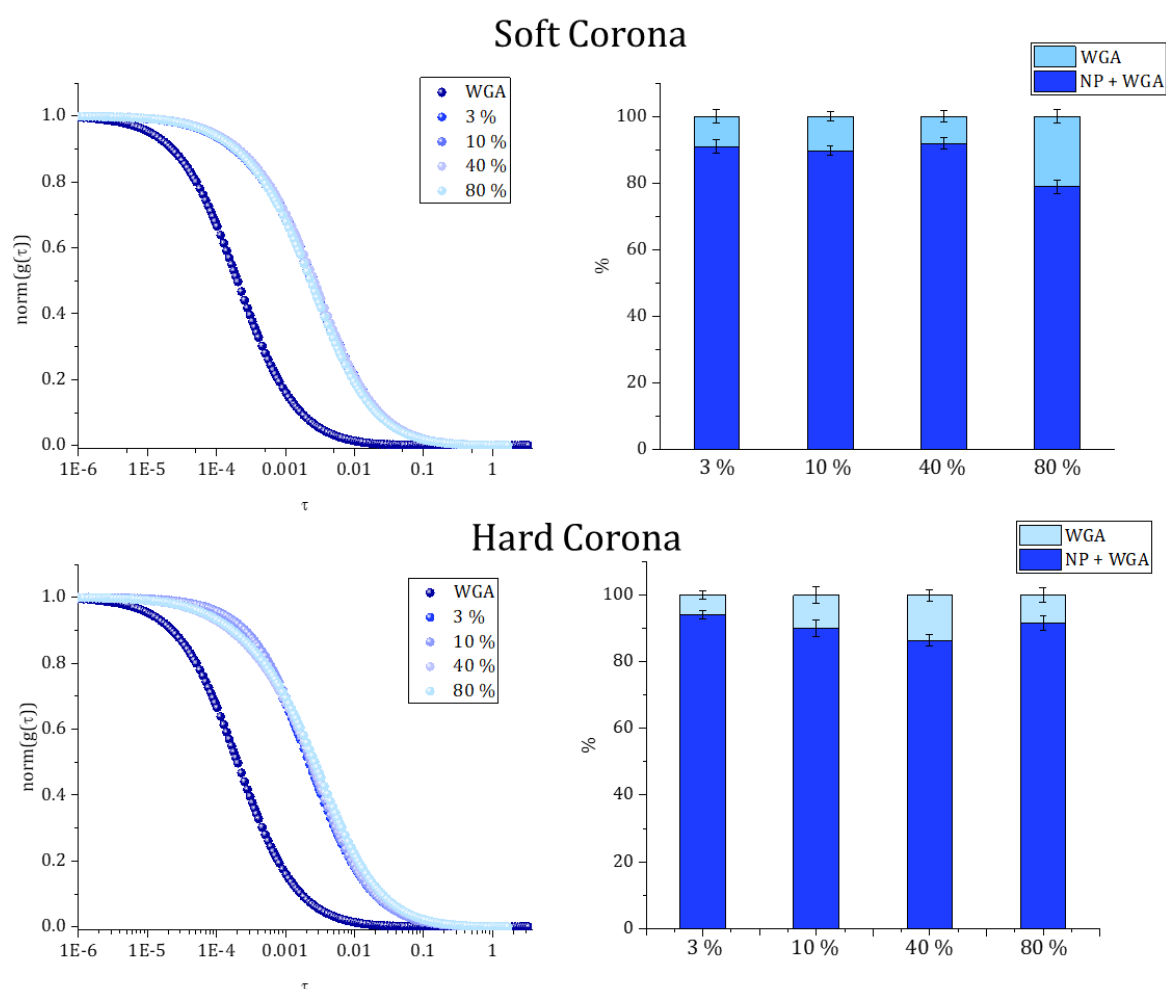 Soft Corona
WGA
3 %
10 %
40 %
80 %
1.0
0.8
0.6
0.4
0.2
0.0
norm(g(τ))
1E-6 1E-5 1E-4 0.001 0.01 0.1 1
τ
WGA
NP + WGA
100
80
60
40
20
0
%
3 % 10 % 40 % 80 %
Hard Corona
WGA
3 %
10 %
40 %
80 %
1.0
0.8
0.6
0.4
0.2
0.0
norm(g(τ))
1E-6 1E-5 1E-4 0.001 0.01 0.1 1
τ
WGA
NP + WGA
100
80
60
40
20
0
%
3 % 10 % 40 % 80 %